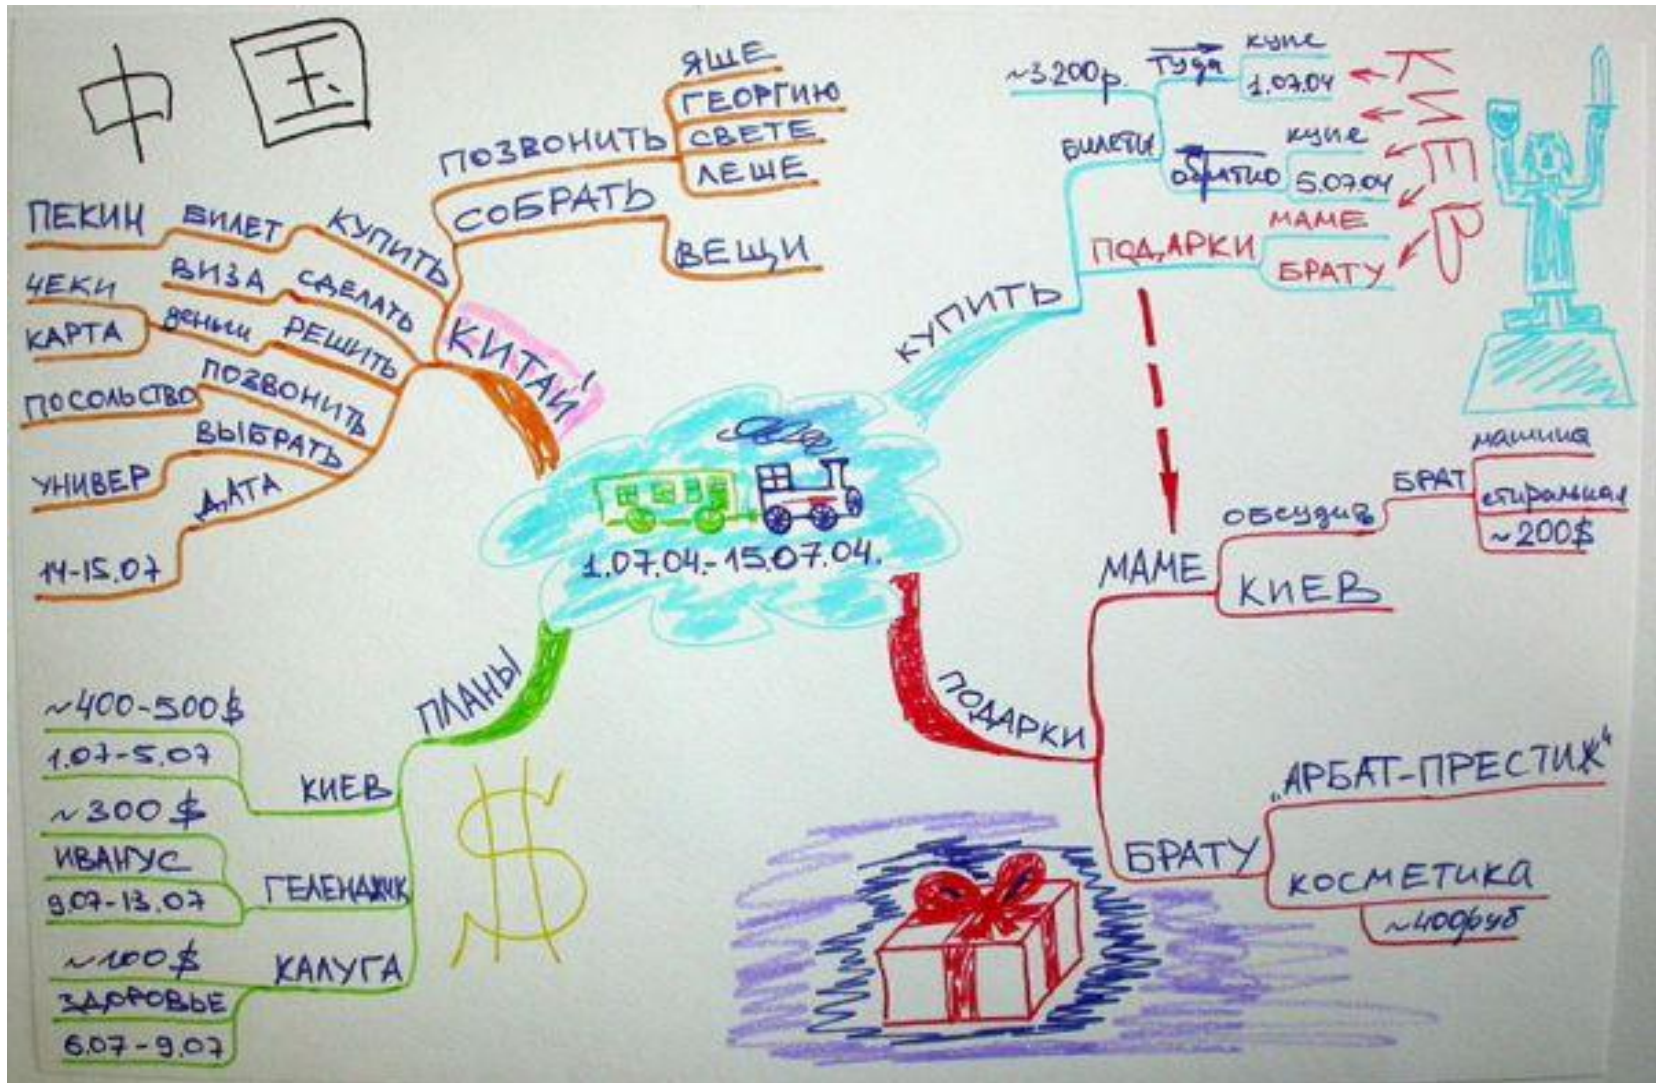 中国
ПОЗВОНИТЬ
ЯШЕ
ГЕОРГИЮ
СВЕТЕ
ЛЕШЕ
СОБРАТЬ
ВЕЩИ
КУПИТЬ
БИЛЕТ
ПЕКИН
СДЕЛАТЬ
ВИЗА
РЕШИТЬ
деньги
ЧЕКИ
КАРТА
ПОЗВОНИТЬ
ПОСОЛЬСТВО
ВЫБРАТЬ
УНИВЕР
ДАТА
14-15.07
КИТАЙ
КУПИТЬ
БИЛЕТЫ
~3200р.
туда
купе
1.07.04
обратно
купе
5.07.04
КИЕВ
ПОДАРКИ
МАМЕ
БРАТУ
1.07.04.-15.07.04.
ПОДАРКИ
МАМЕ
ОБСУДИВ
БРАТ
машина
стиральная
~200$
КИЕВ
БРАТУ
„АРБАТ-ПРЕСТИЖ“
КОСМЕТИКА
~400руб
ПЛАНЫ
КИЕВ
~400-500$
1.07-5.07
ГЕЛЕНДЖИК
~300$
ИВАНУС
9.07-13.07
КАЛУГА
~100$
ЗДОРОВЬЕ
6.07-9.07
$